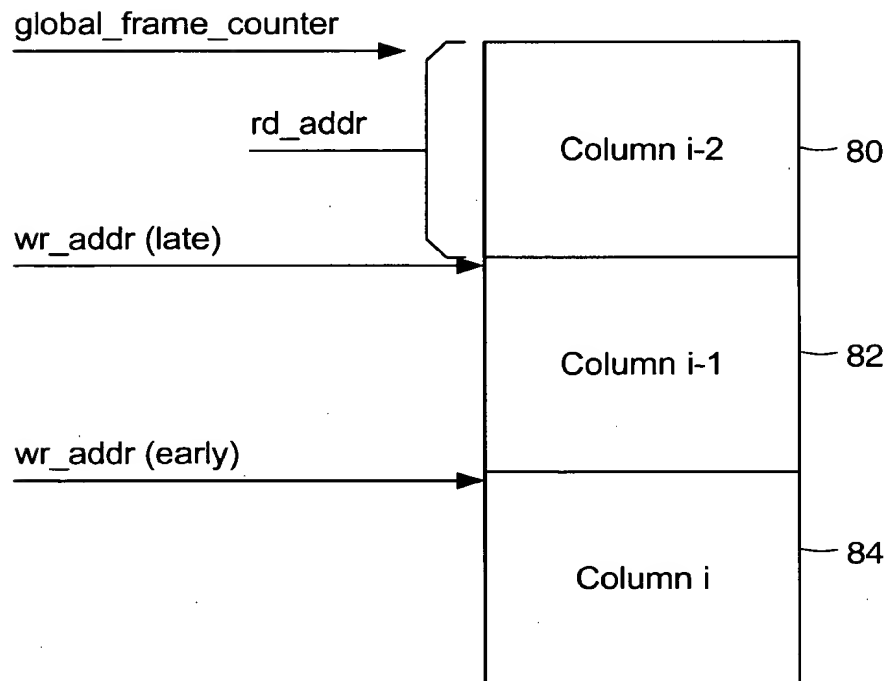 global_frame_counter
rd_addr
Column i-2
80
wr_addr (late)
Column i-1
82
wr_addr (early)
84
Column i